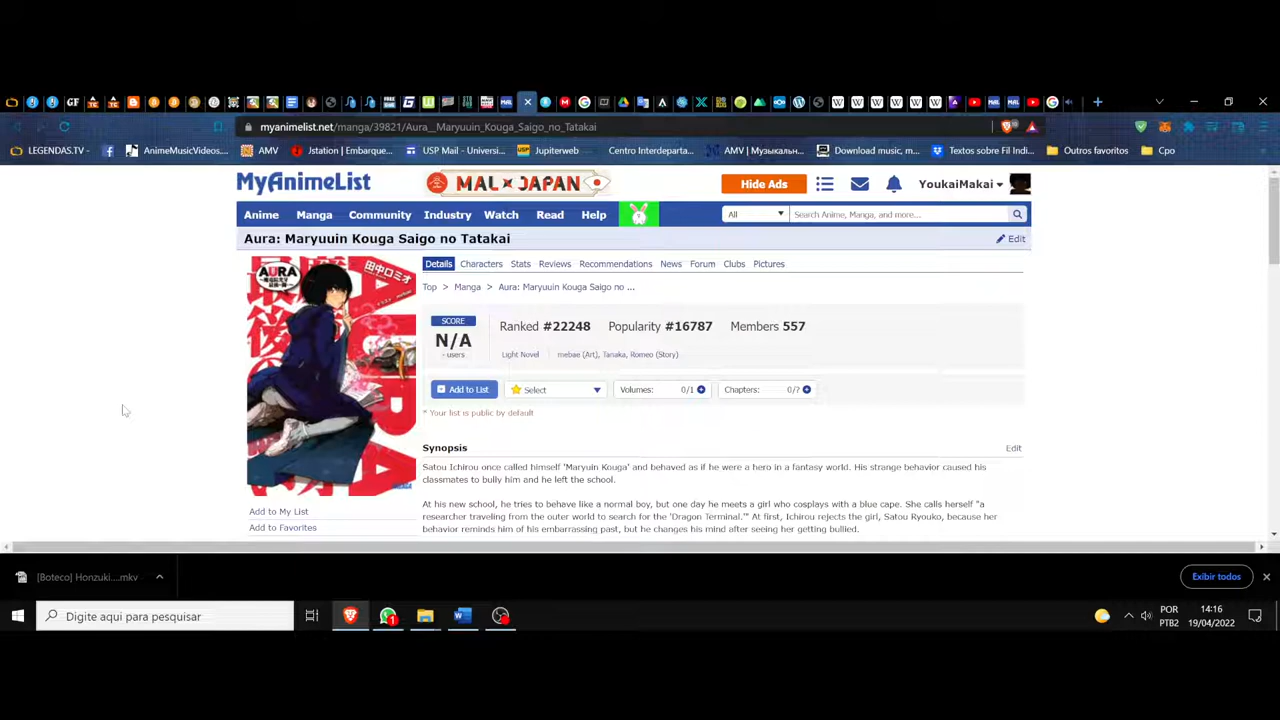 myanimelist.net/manga/39821/Aura__Maryuuin_Kouga_Saigo_no_Tatakai
LEGENDAS.TV -
AnimeMusicVideos...
AMV
Jstation | Embarque...
USP Mail - Universi...
Jupiterweb
Centro Interdeparta...
AMV | Музыкальн...
Download music, m...
Textos sobre Fil Indi...
Outros favoritos
Cpo
MyAnimeList
MAL×JAPAN
Hide Ads
YoukaiMakai
Anime
Manga
Community
Industry
Watch
Read
Help
All
Search Anime, Manga, and more...
Aura: Maryuuin Kouga Saigo no Tatakai
Edit
AURA
田中ロミオ
Details
Characters
Stats
Reviews
Recommendations
News
Forum
Clubs
Pictures
Top > Manga > Aura: Maryuuin Kouga Saigo no ...
SCORE
N/A
- users
Ranked #22248
Popularity #16787
Members 557
Light Novel
mebae (Art), Tanaka, Romeo (Story)
Add to List
Select
Volumes: 0/1
Chapters: 0/?
* Your list is public by default
Synopsis
Edit
Satou Ichirou once called himself 'Maryuin Kouga' and behaved as if he were a hero in a fantasy world. His strange behavior caused his
classmates to bully him and he left the school.
At his new school, he tries to behave like a normal boy, but one day he meets a girl who cosplays with a blue cape. She calls herself "a
researcher traveling from the outer world to search for the 'Dragon Terminal.'" At first, Ichirou rejects the girl, Satou Ryouko, because her
behavior reminds him of his embarrassing past, but he changes his mind after seeing her getting bullied.
Add to My List
Add to Favorites
[Boteco] Honzuki....mkv
Exibir todos
Digite aqui para pesquisar
POR
PTB2
14:16
19/04/2022